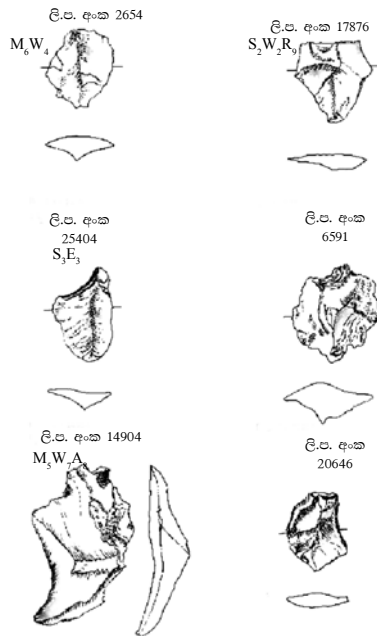 ලි.ප. අංක 2654
M₆W₄
ලි.ප. අංක 17876
S₂W₂R₉
ලි.ප. අංක
25404
S₃E₃
ලි.ප. අංක
6591
ලි.ප. අංක 14904
M₅W₇A
ලි.ප. අංක
20646